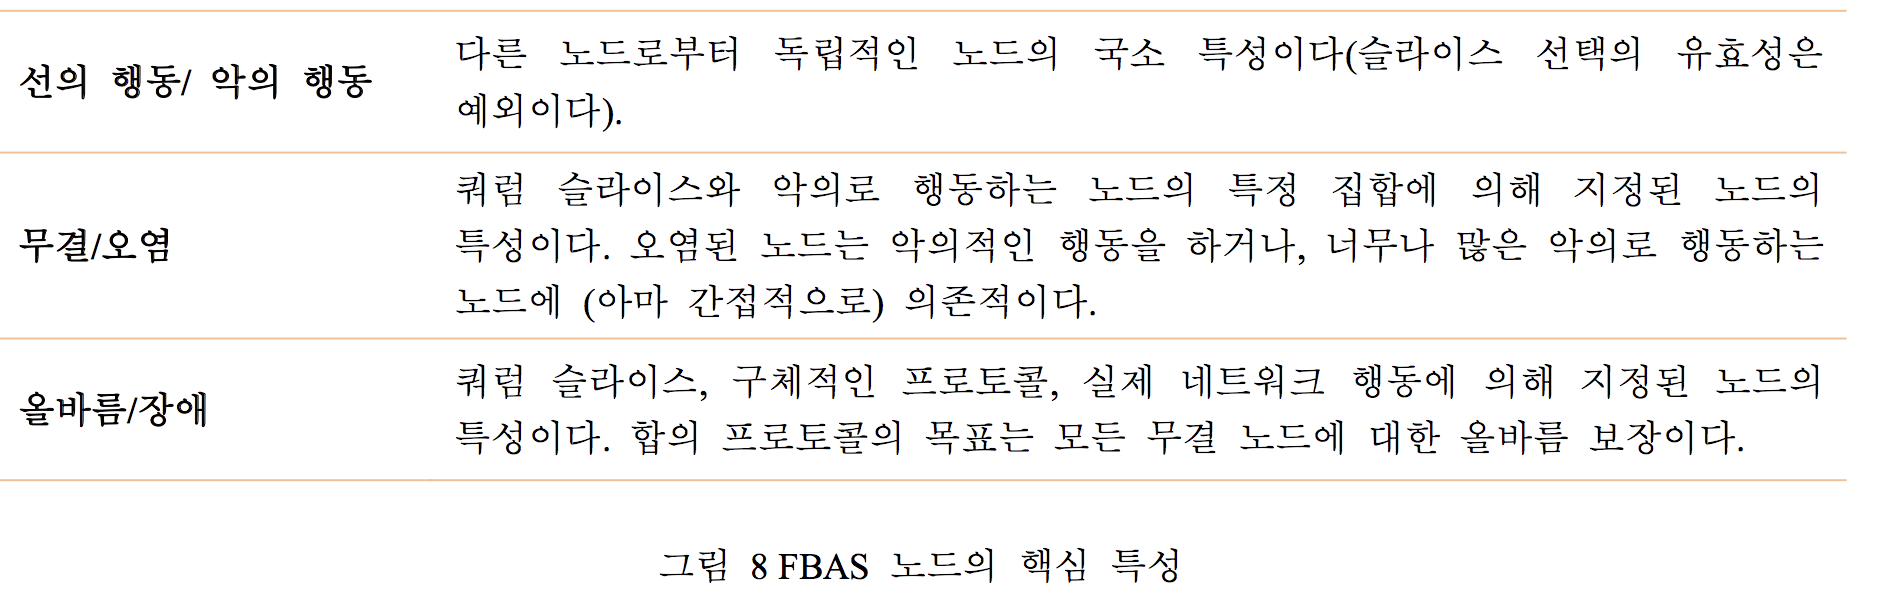 선의 행동/ 악의 행동
다른 노드로부터 독립적인 노드의 국소 특성이다(슬라이스 선택의 유효성은
예외이다).
무결/오염
쿼럼 슬라이스와 악의로 행동하는 노드의 특정 집합에 의해 지정된 노드의
특성이다. 오염된 노드는 악의적인 행동을 하거나, 너무나 많은 악의로 행동하는
노드에 (아마 간접적으로) 의존적이다.
올바름/장애
쿼럼 슬라이스, 구체적인 프로토콜, 실제 네트워크 행동에 의해 지정된 노드의
특성이다. 합의 프로토콜의 목표는 모든 무결 노드에 대한 올바름 보장이다.
그림 8 FBAS 노드의 핵심 특성